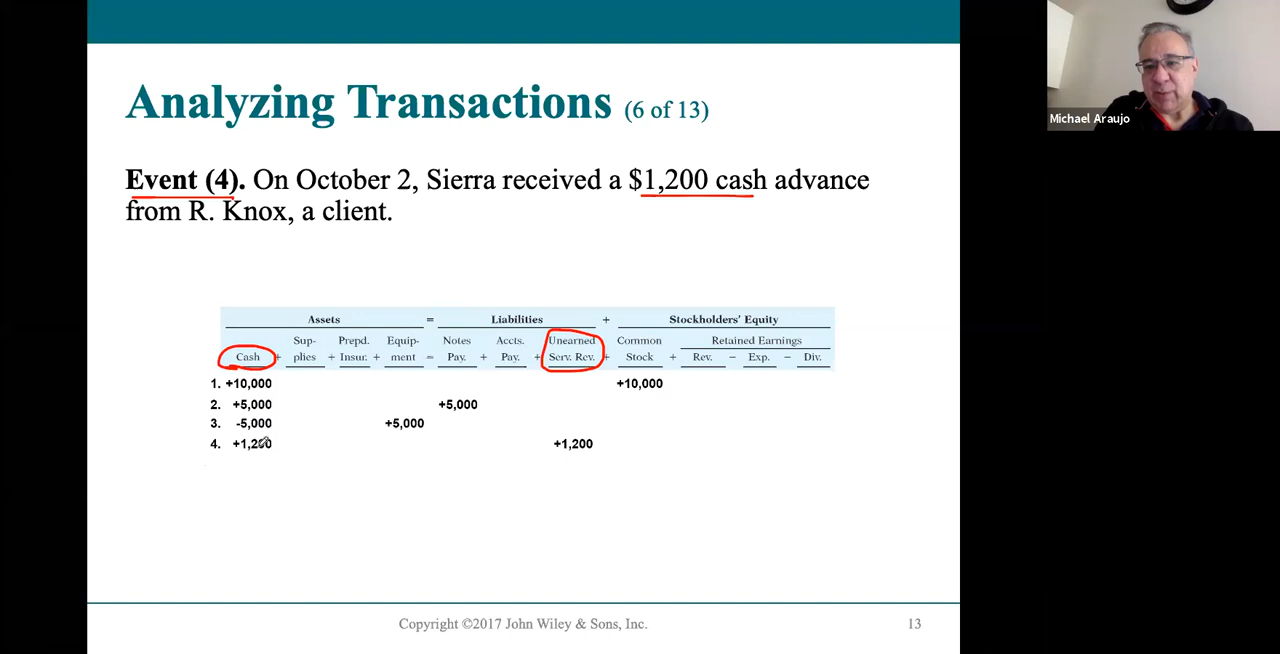 Analyzing Transactions (6 of 13)
Michael Araujo
Event (4). On October 2, Sierra received a $1,200 cash advance
from R. Knox, a client.
Assets = Liabilities + Stockholders' Equity
Sup- Prepd. Equip- Notes Accts. Unearned Common Retained Earnings
Cash + plies + Insur. + ment = Pay. + Pay. + Serv. Rev. + Stock + Rev. – Exp. – Div.
1. +10,000 +10,000
2. +5,000 +5,000
3. -5,000 +5,000
4. +1,200 +1,200
Copyright ©2017 John Wiley & Sons, Inc. 13